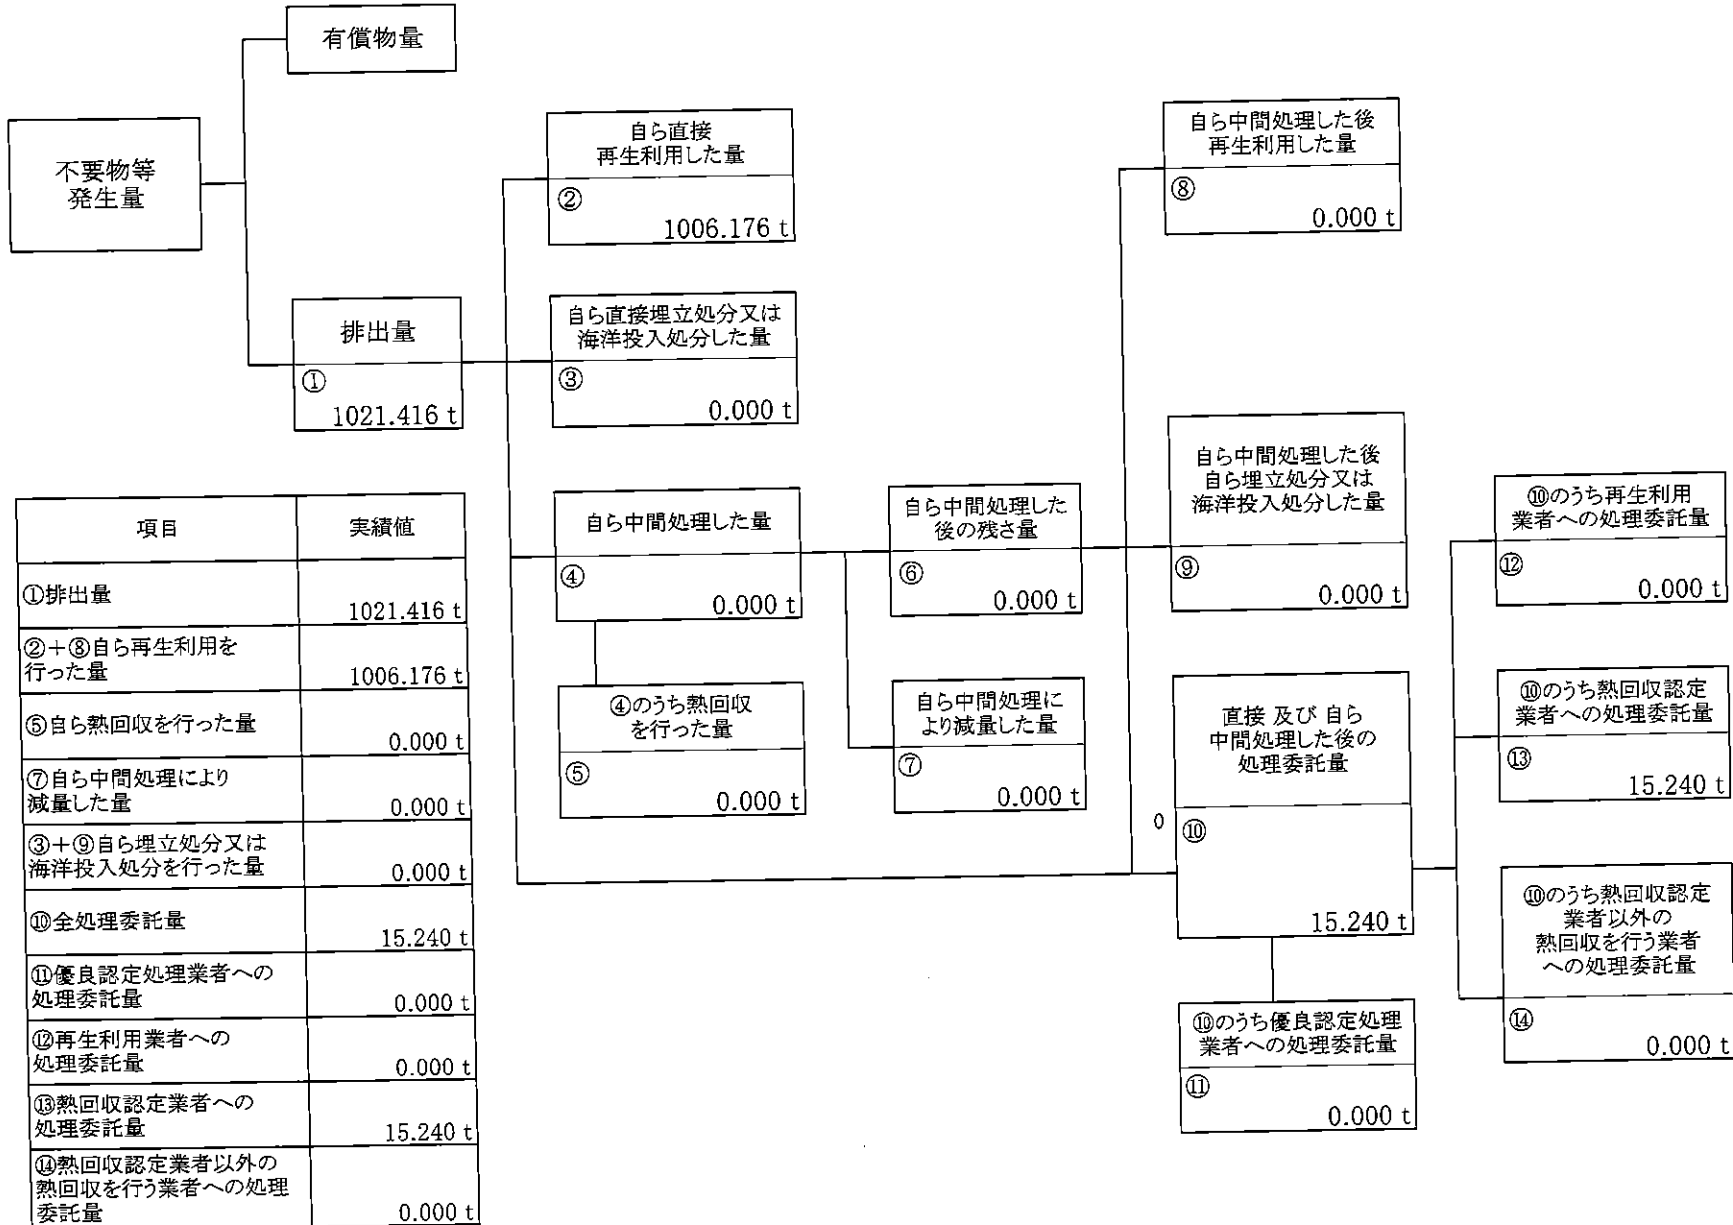 有償物量
不要物等
発生量
排出量
①
1021.416 t
自ら直接
再生利用した量
②
1006.176 t
自ら直接埋立処分又は
海洋投入処分した量
③
0.000 t
自ら中間処理した量
④
0.000 t
④のうち熱回収
を行った量
⑤
0.000 t
自ら中間処理した
後の残さ量
⑥
0.000 t
自ら中間処理に
より減量した量
⑦
0.000 t
自ら中間処理した後
再生利用した量
⑧
0.000 t
自ら中間処理した後
自ら埋立処分又は
海洋投入処分した量
⑨
0.000 t
直接 及び 自ら
中間処理した後の
処理委託量
0
⑩
15.240 t
⑩のうち優良認定処理
業者への処理委託量
⑪
0.000 t
⑩のうち再生利用
業者への処理委託量
⑫
0.000 t
⑩のうち熱回収認定
業者への処理委託量
⑬
15.240 t
⑩のうち熱回収認定
業者以外の
熱回収を行う業者
への処理委託量
⑭
0.000 t
項目 実績値
①排出量
1021.416 t
②+⑧自ら再生利用を
行った量 1006.176 t
⑤自ら熱回収を行った量
0.000 t
⑦自ら中間処理により
減量した量 0.000 t
③+⑨自ら埋立処分又は
海洋投入処分を行った量 0.000 t
⑩全処理委託量
15.240 t
⑪優良認定処理業者への
処理委託量 0.000 t
⑫再生利用業者への
処理委託量 0.000 t
⑬熱回収認定業者への
処理委託量 15.240 t
⑭熱回収認定業者以外の
熱回収を行う業者への処理
委託量 0.000 t